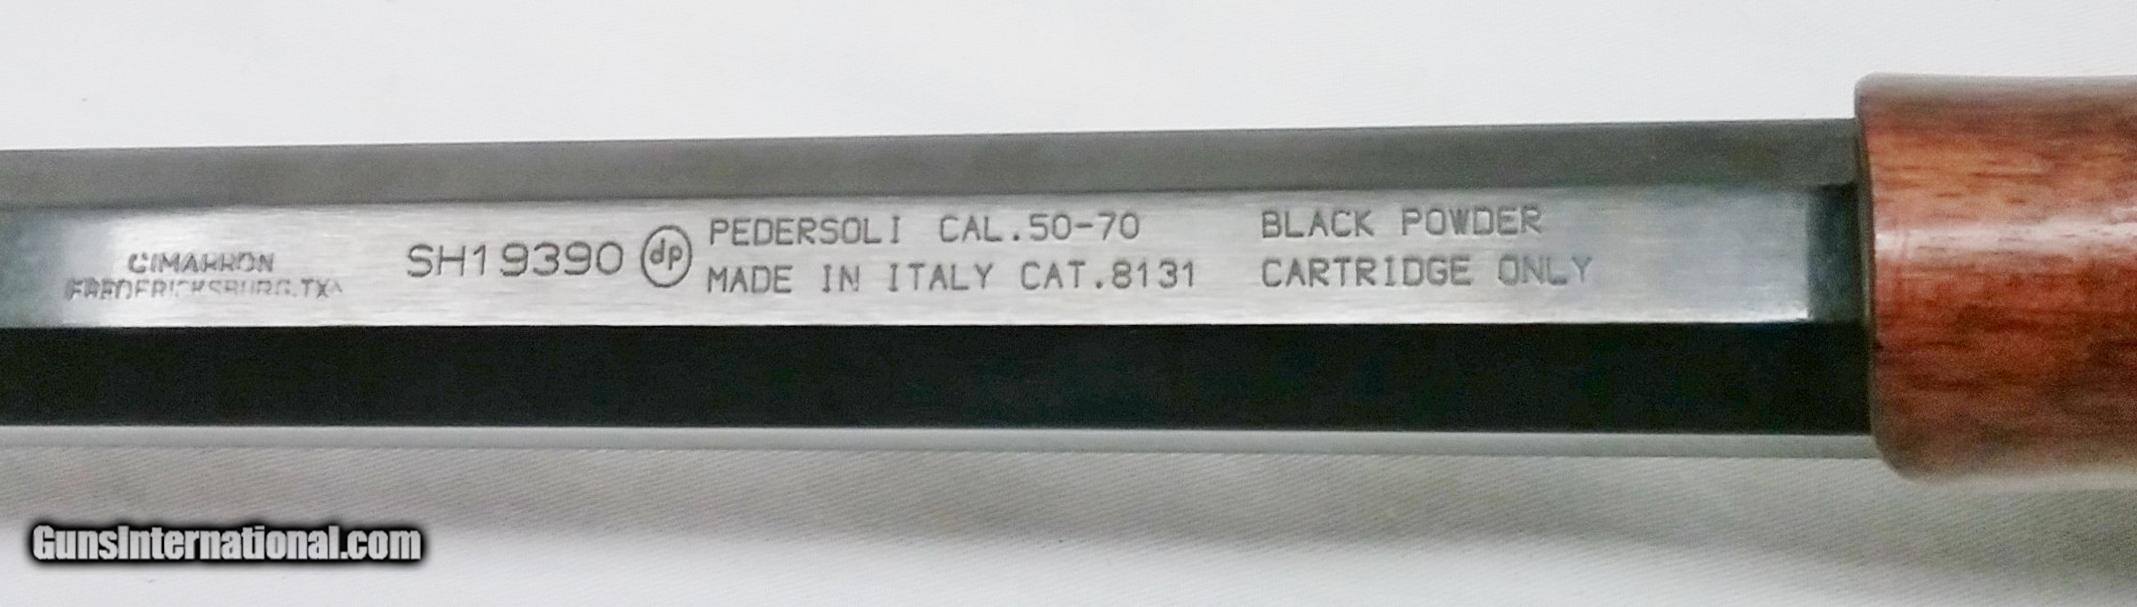 CIMARRON
FREDERICKSBURG, TX
SH19390
dp
PEDERSOLI CAL.50-70
MADE IN ITALY CAT.8131
BLACK POWDER
CARTRIDGE ONLY
GunsInternational.com